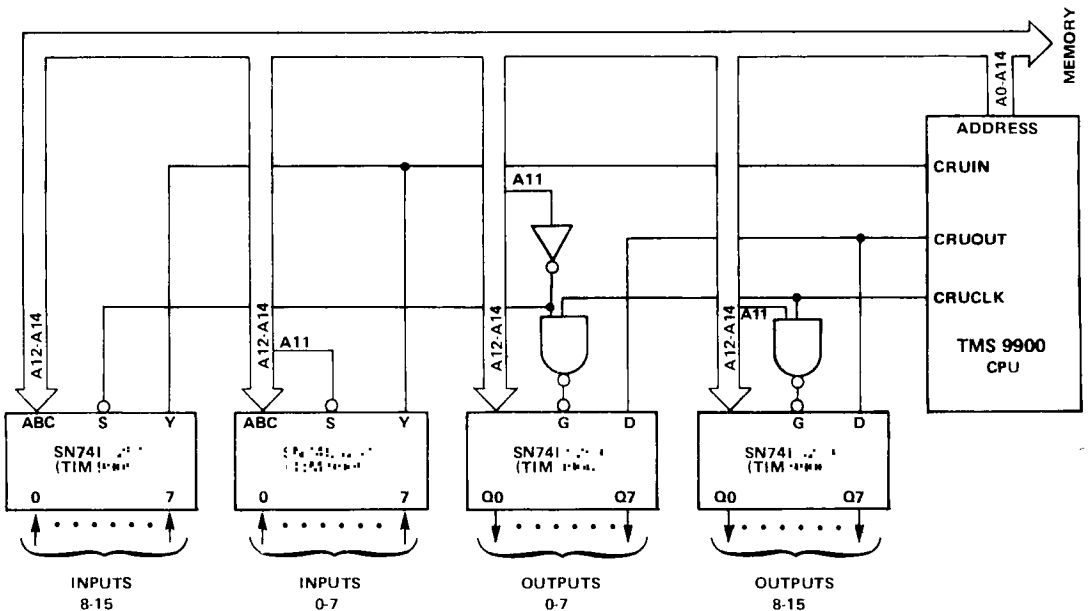 MEMORY
A0-A14
ADDRESS
CRUIN
A11
CRUOUT
CRUCLK
A12-A14
A12-A14
A12-A14
A12-A14
A11
A11
TMS 9900
CPU
ABC S Y
ABC S Y
G D
G D
0 7
0 7
Q0 Q7
Q0 Q7
INPUTS
8-15
INPUTS
0-7
OUTPUTS
0-7
OUTPUTS
8-15